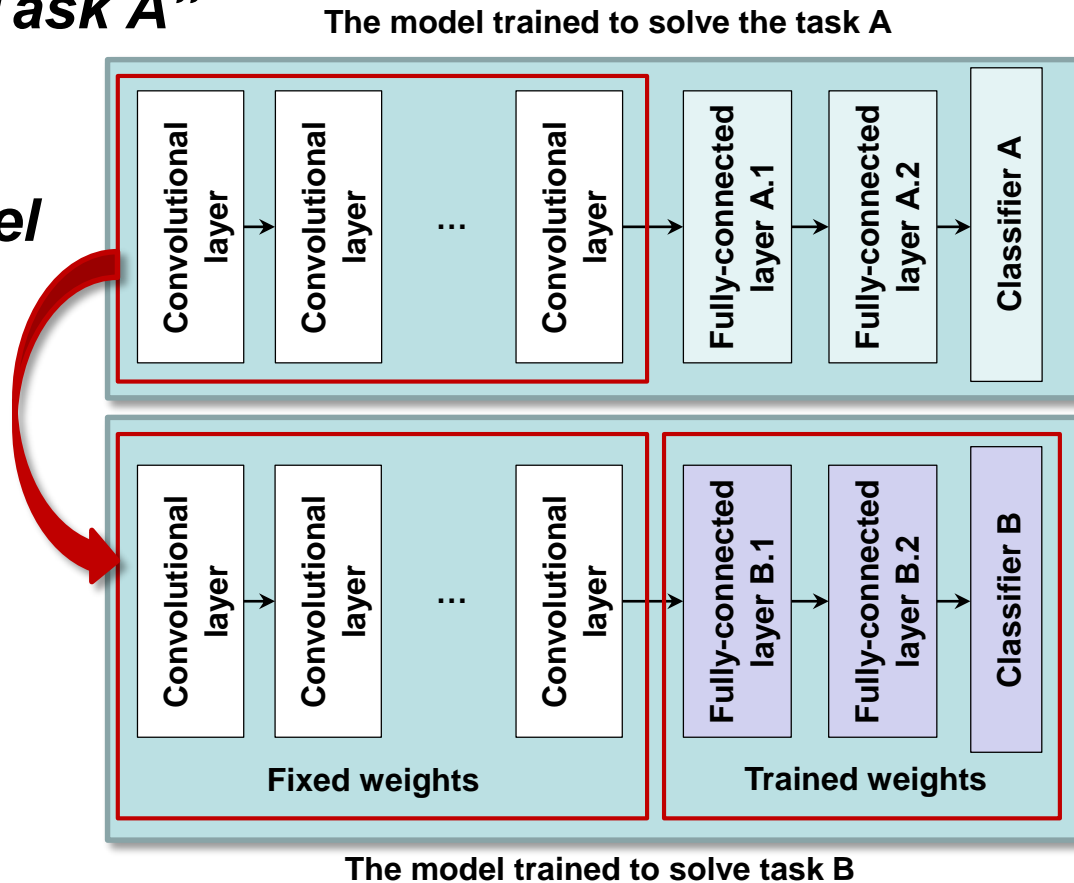 Task A”
The model trained to solve the task A
Convolutional
layer
Convolutional
layer
...
Convolutional
layer
Fully-connected
layer A.1
Fully-connected
layer A.2
Classifier A
el
Convolutional
layer
Convolutional
layer
...
Convolutional
layer
Fully-connected
layer B.1
Fully-connected
layer B.2
Classifier B
Fixed weights
Trained weights
The model trained to solve task B